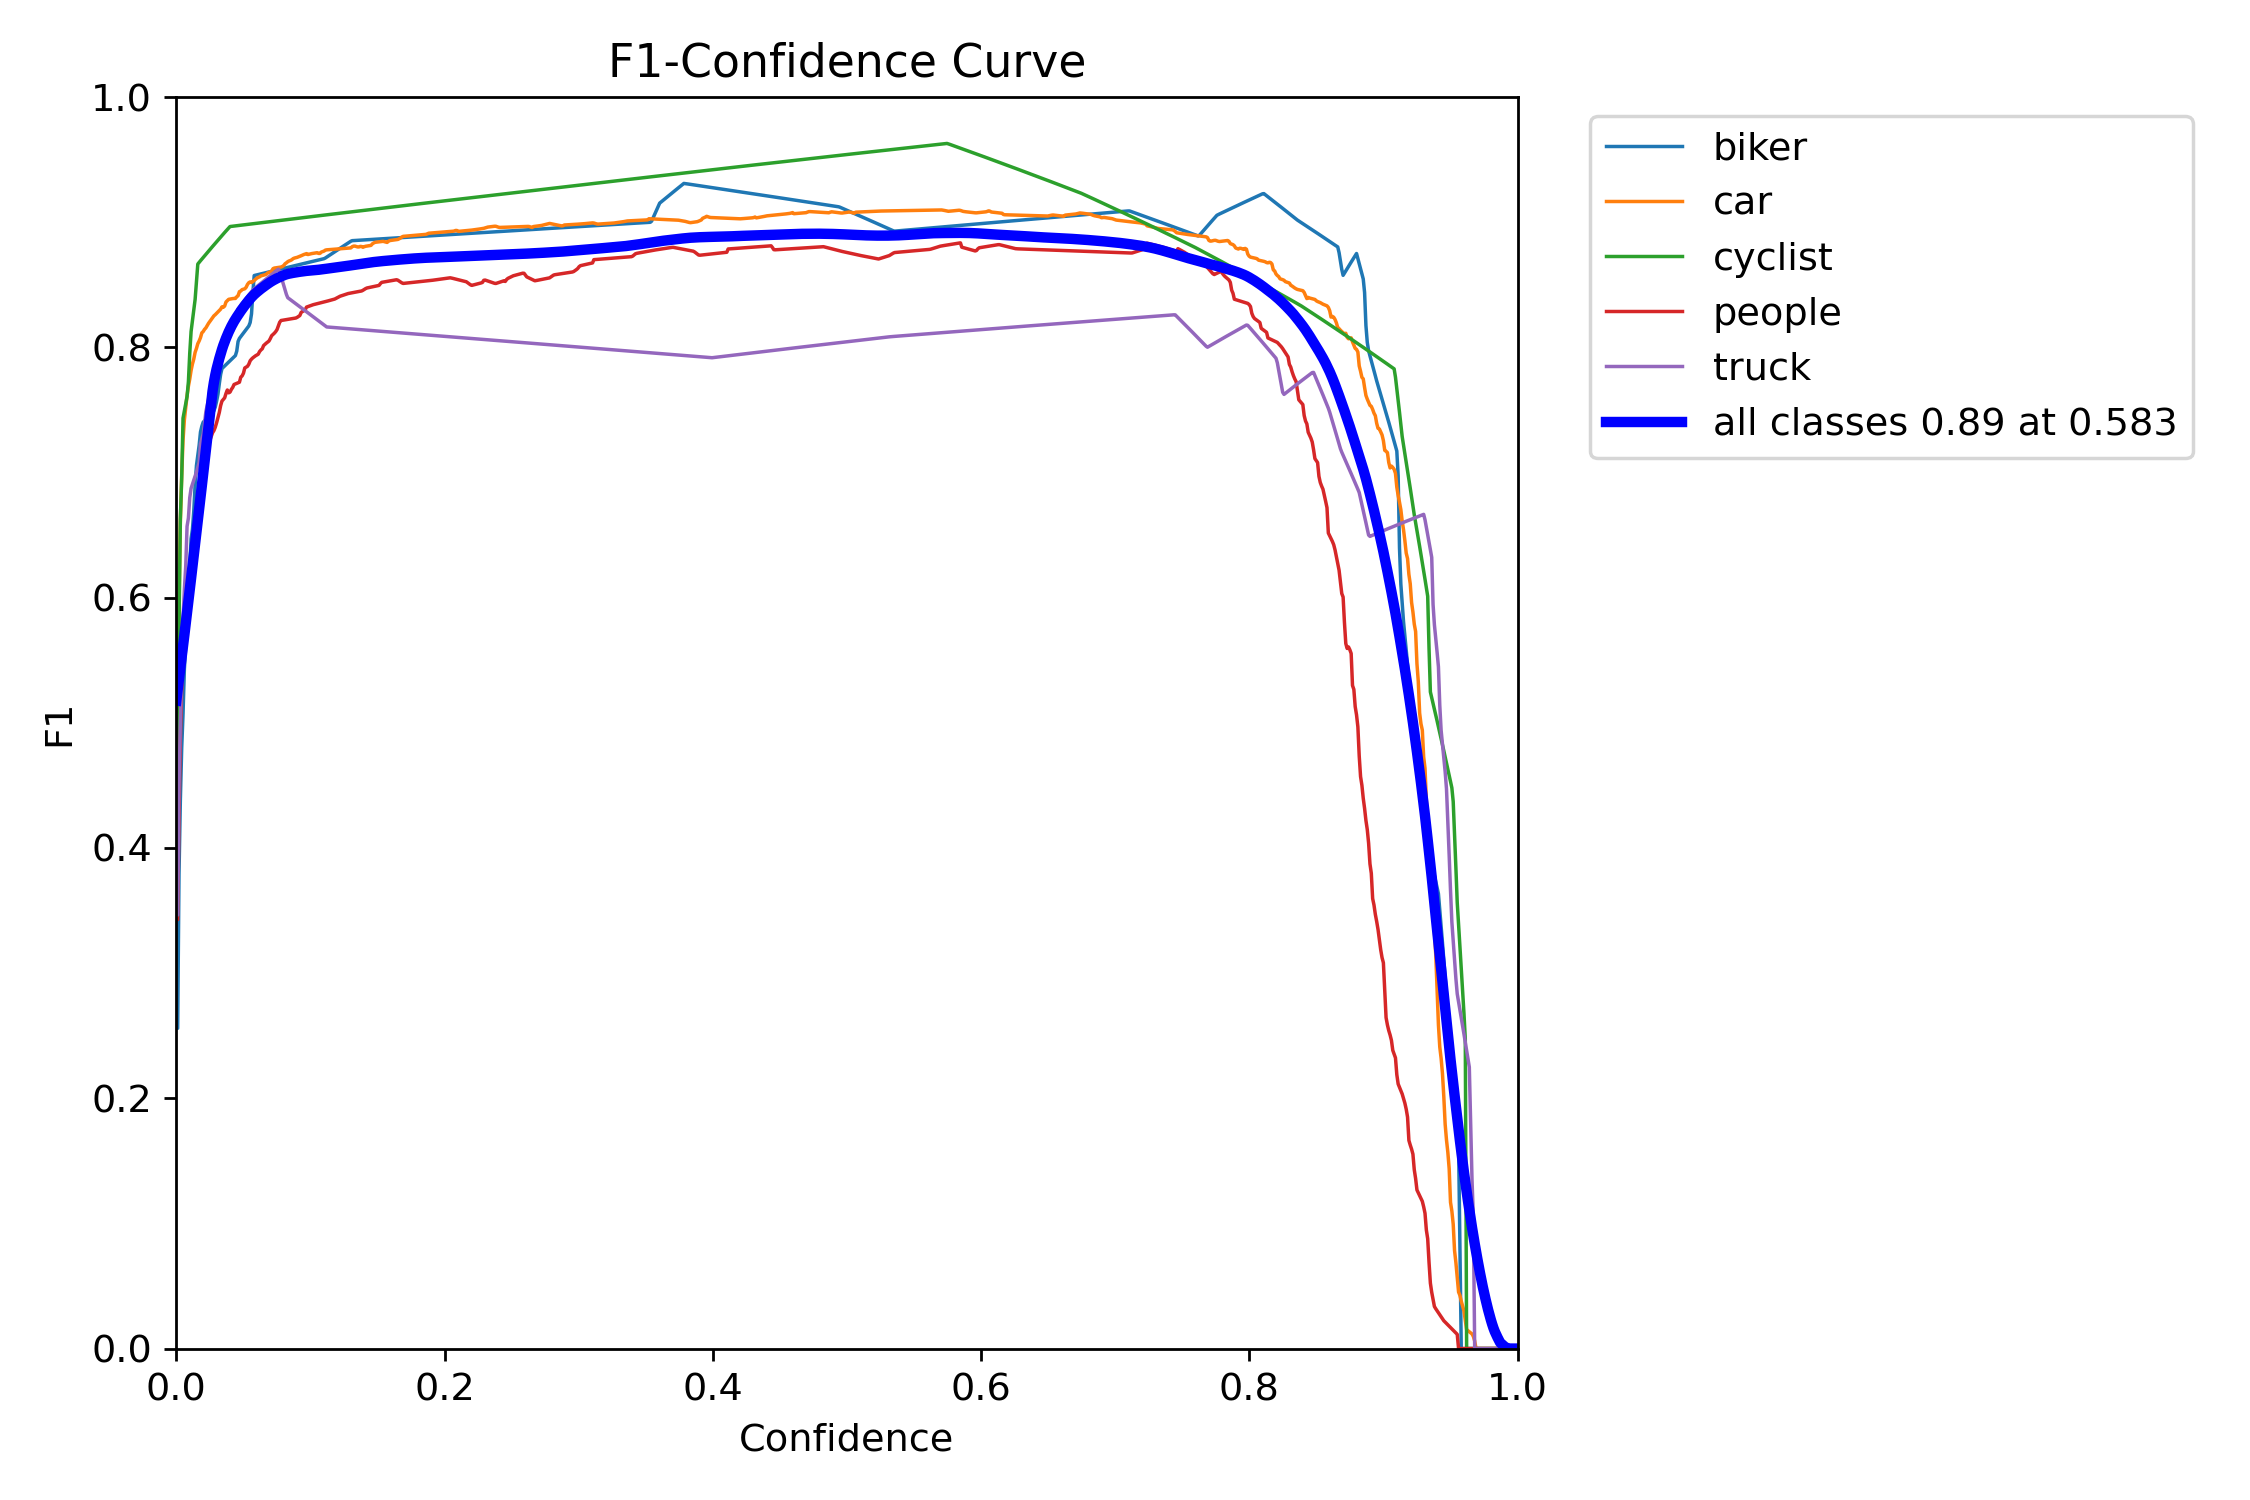 F1-Confidence Curve
1.0
0.8
0.6
0.4
0.2
0.0
F1
0.0 0.2 0.4 0.6 0.8 1.0
Confidence
biker
car
cyclist
people
truck
all classes 0.89 at 0.583